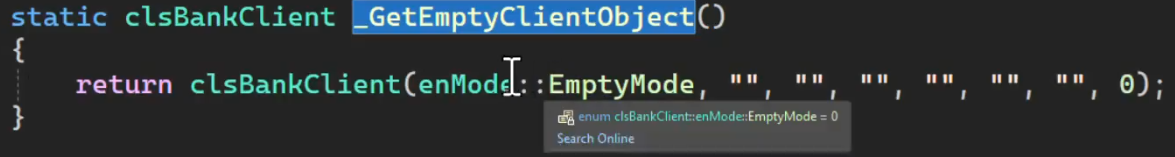 static clsBankClient _GetEmptyClientObject()
{
return clsBankClient(enMode::EmptyMode, "", "", "", "", "", "", 0);
}
enum clsBankClient::enMode::EmptyMode = 0
Search Online